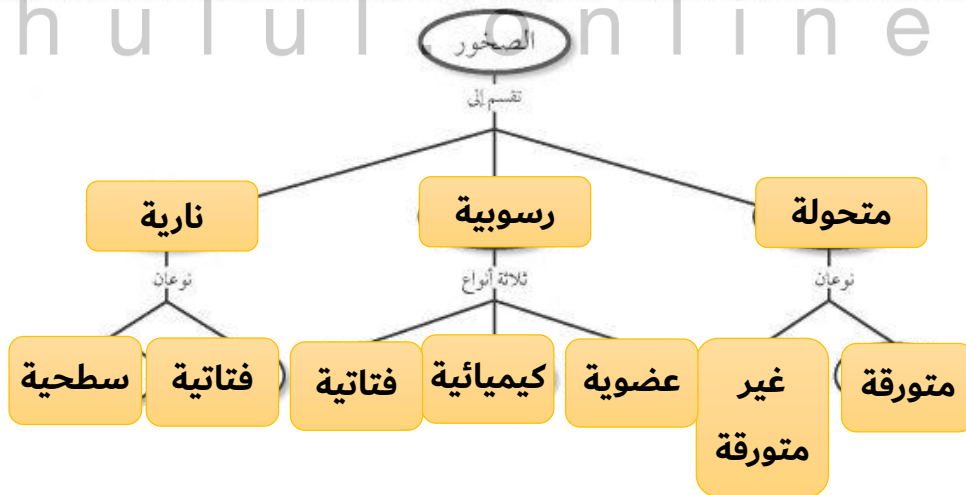 hulul.online
الصخور
تقسم إلى
متحولة
رسوبية
نارية
نوعان
ثلاثة أنواع
نوعان
متورقة
غير
متورقة
عضوية
كيميائية
فتاتية
فتاتية
سطحية